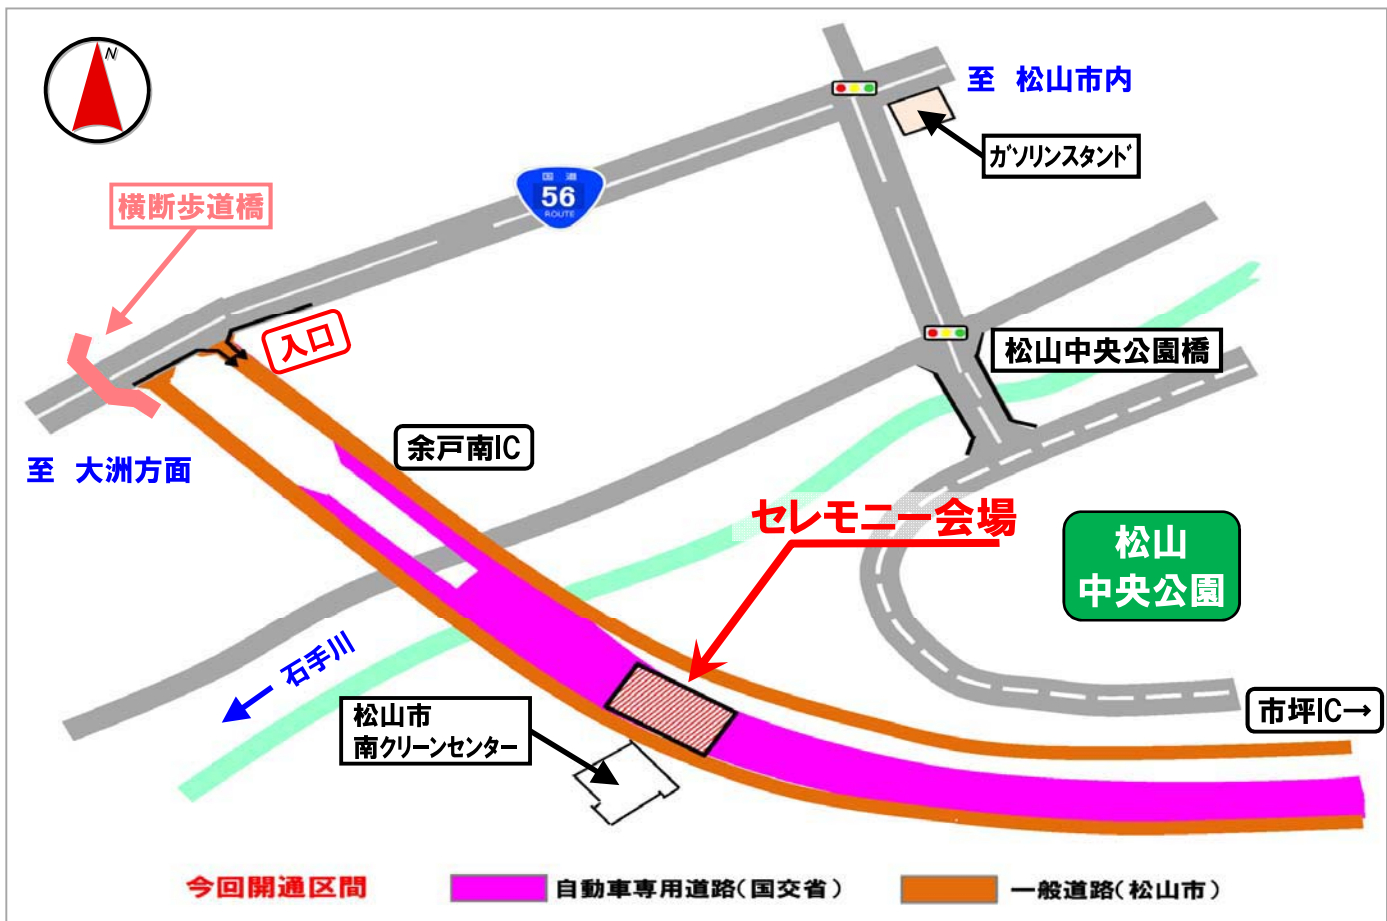 N
至 松山市内
ガソリンスタンド
国道
56
ROUTE
横断歩道橋
入口
松山中央公園橋
余戸南IC
至 大洲方面
セレモニー会場
松山
中央公園
石手川
松山市
南クリーンセンター
市坪IC→
今回開通区間
自動車専用道路(国交省)
一般道路(松山市)